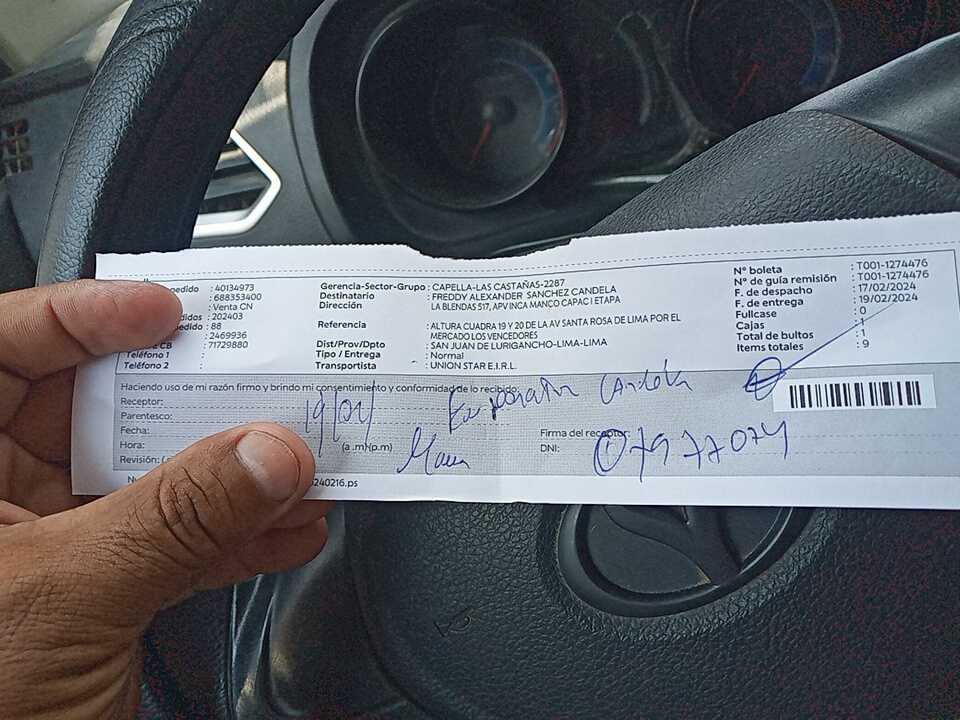 edido : 40134973
: 688353400
: Venta CN
didos : 202403
edido : 88
: 2469936
CB : 71729880
Teléfono 1 :
Teléfono 2 :
Gerencia-Sector-Grupo : CAPELLA-LAS CASTAÑAS-2287
Destinatario : FREDDY ALEXANDER SANCHEZ CANDELA
Dirección : LA BLENDAS 517, APV INCA MANCO CAPAC I ETAPA
Referencia : ALTURA CUADRA 19 Y 20 DE LA AV SANTA ROSA DE LIMA POR EL
MERCADO LOS VENCEDORES
Dist/Prov/Dpto : SAN JUAN DE LURIGANCHO-LIMA-LIMA
Tipo / Entrega : Normal
Transportista : UNION STAR E.I.R.L.
N° boleta : T001-1274476
N° de guía remisión : T001-1274476
F. de despacho : 17/02/2024
F. de entrega : 19/02/2024
Fullcase : 0
Cajas : 1
Total de bultos : 1
Items totales : 9
Haciendo uso de mi razón firmo y brindo mi consentimiento y conformidad de lo recibido:
Receptor: Candela
Parentesco:
Fecha: 19/02/
Hora: (a .m) (p.m)
Revisión:
Firma del receptor:
DNI: 07977074
240216.ps